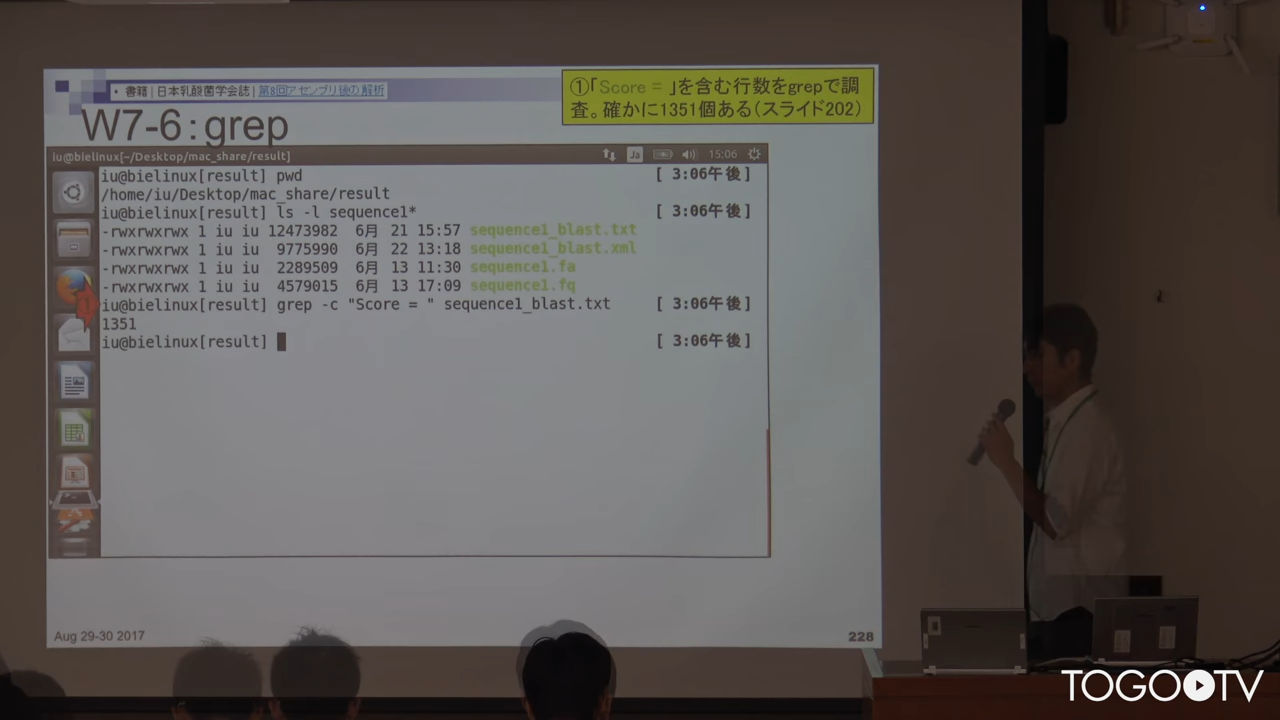 • 書籍 | 日本乳酸菌学会誌 | 第8回アセンブリ後の解析
①「Score = 」を含む行数をgrepで調
査。確かに1351個ある(スライド202)
W7-6:grep
iu@bielinux[~/Desktop/mac_share/result]
Ja
15:06
iu@bielinux[result] pwd [ 3:06午後]
/home/iu/Desktop/mac_share/result
iu@bielinux[result] ls -l sequence1* [ 3:06午後]
-rwxrwxrwx 1 iu iu 12473982 6月 21 15:57 sequence1_blast.txt
-rwxrwxrwx 1 iu iu 9775990 6月 22 13:18 sequence1_blast.xml
-rwxrwxrwx 1 iu iu 2289509 6月 13 11:30 sequence1.fa
-rwxrwxrwx 1 iu iu 4579015 6月 13 17:09 sequence1.fq
iu@bielinux[result] grep -c "Score = " sequence1_blast.txt [ 3:06午後]
1351
iu@bielinux[result] [ 3:06午後]
Aug 29-30 2017
228
TOGO TV